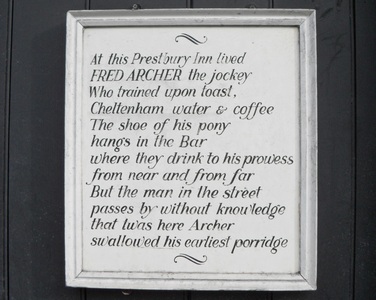 At this Prestbury Inn lived
FRED ARCHER the jockey
Who trained upon toast,
Cheltenham water & coffee
The shoe of his pony
hangs in the Bar
where they drink to his prowess
from near and from far
But the man in the street
passes by without knowledge
that twas here Archer
swallowed his earliest porridge